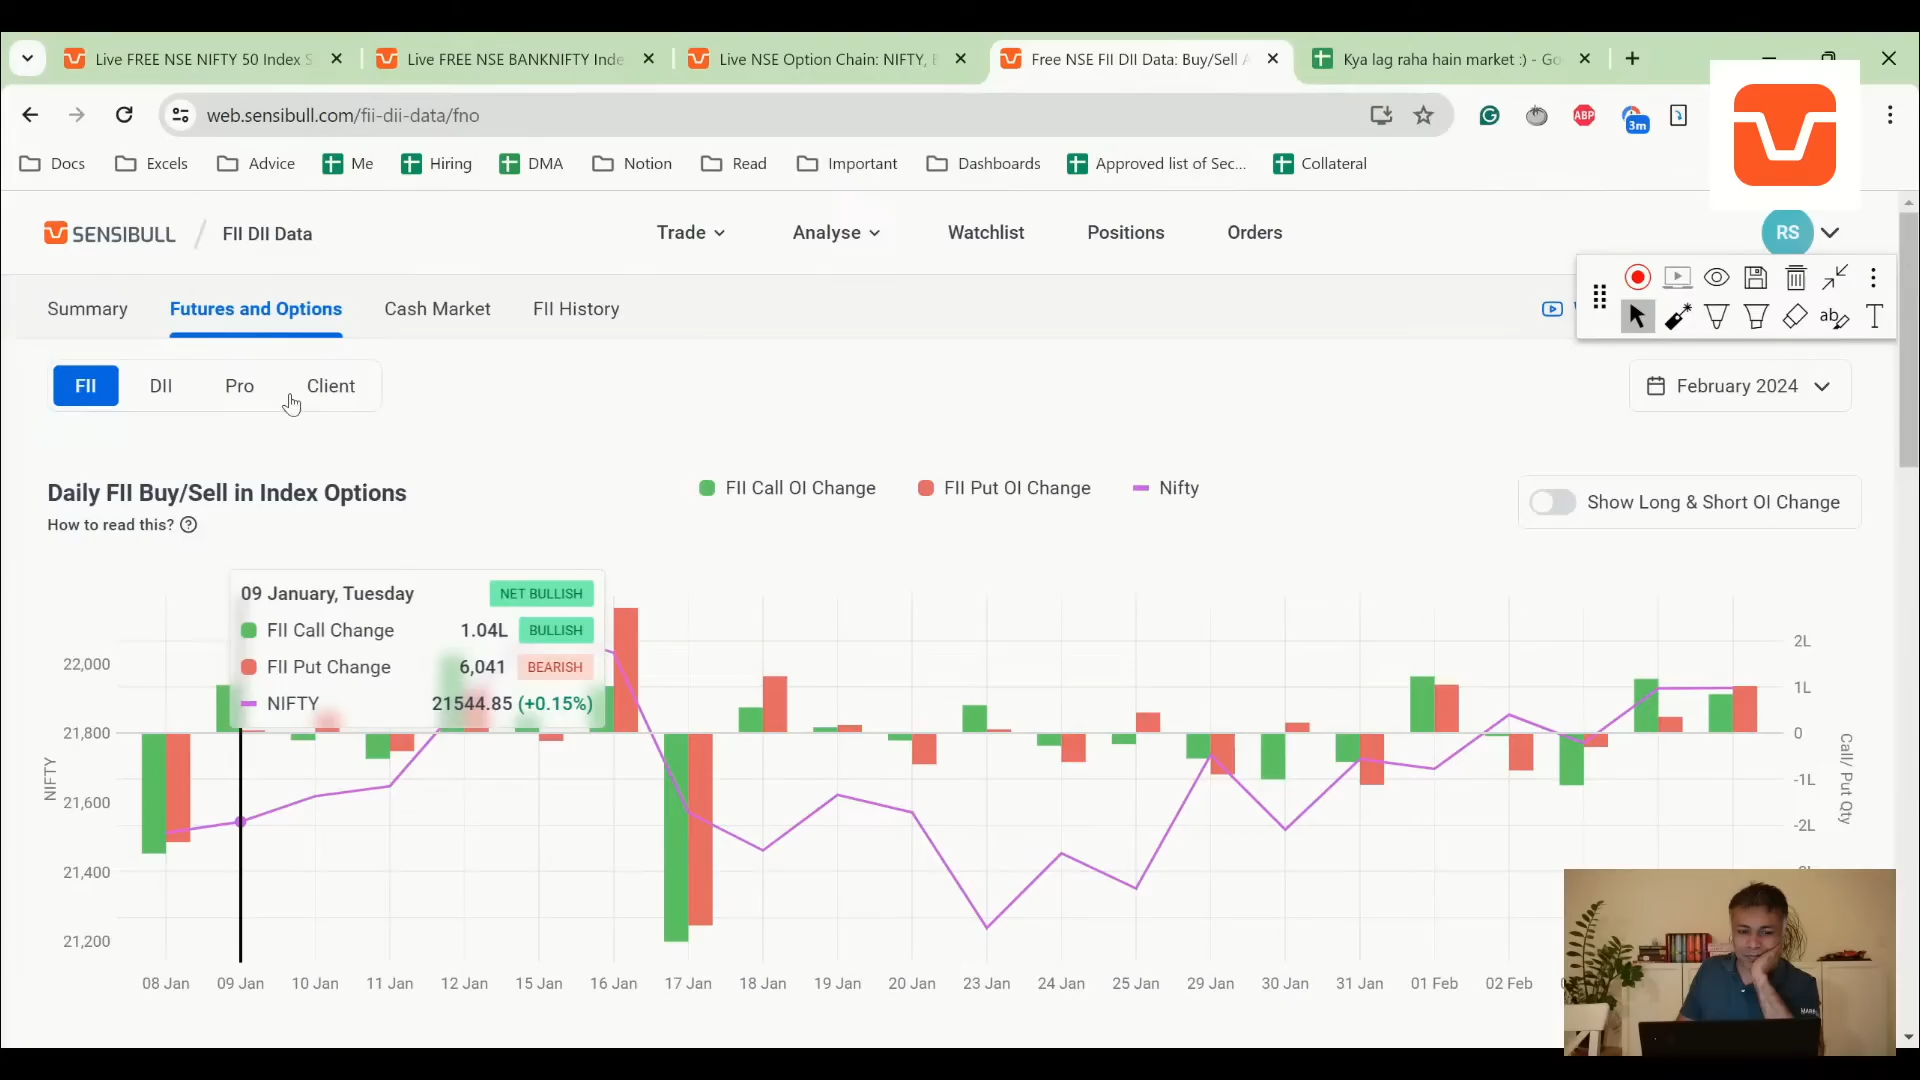 Live FREE NSE NIFTY 50 Index S
Live FREE NSE BANKNIFTY Inde
Live NSE Option Chain: NIFTY, B
Free NSE FII DII Data: Buy/Sell A
Kya lag raha hain market :) - Go
web.sensibull.com/fii-dii-data/fno
ABP
3m
Docs
Excels
Advice
Me
Hiring
DMA
Notion
Read
Important
Dashboards
Approved list of Sec...
Collateral
SENSIBULL / FII DII Data
Trade
Analyse
Watchlist
Positions
Orders
RS
Summary
Futures and Options
Cash Market
FII History
ab
T
FII
DII
Pro
Client
February 2024
Daily FII Buy/Sell in Index Options
How to read this? ?
FII Call OI Change
FII Put OI Change
Nifty
Show Long & Short OI Change
09 January, Tuesday NET BULLISH
FII Call Change 1.04L BULLISH
FII Put Change 6,041 BEARISH
NIFTY 21544.85 (+0.15%)
22,000
21,800
21,600
21,400
21,200
NIFTY
2L
1L
0
-1L
-2L
Call/ Put Qty
08 Jan 09 Jan 10 Jan 11 Jan 12 Jan 15 Jan 16 Jan 17 Jan 18 Jan 19 Jan 20 Jan 23 Jan 24 Jan 25 Jan 29 Jan 30 Jan 31 Jan 01 Feb 02 Feb